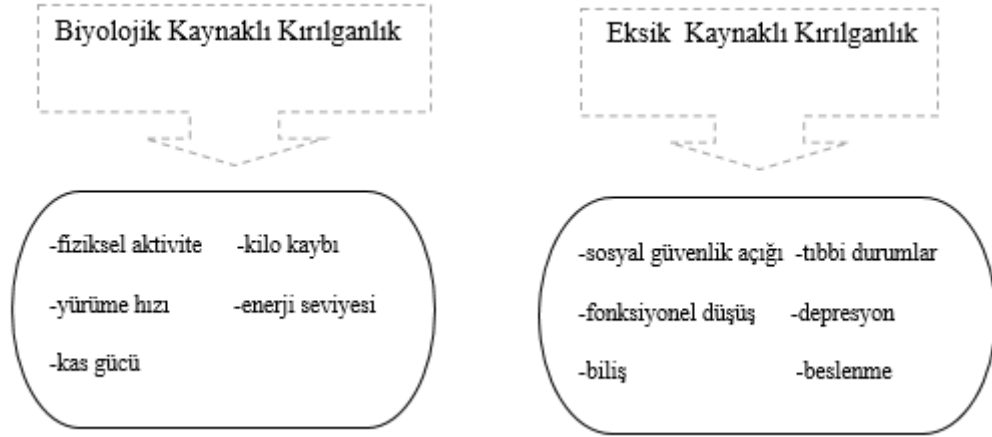 Biyolojik Kaynaklı Kırılganlık
-fiziksel aktivite -kilo kaybı
-yürüme hızı -enerji seviyesi
-kas gücü
Eksik Kaynaklı Kırılganlık
-sosyal güvenlik açığı -tıbbi durumlar
-fonksiyonel düşüş -depresyon
-biliş -beslenme